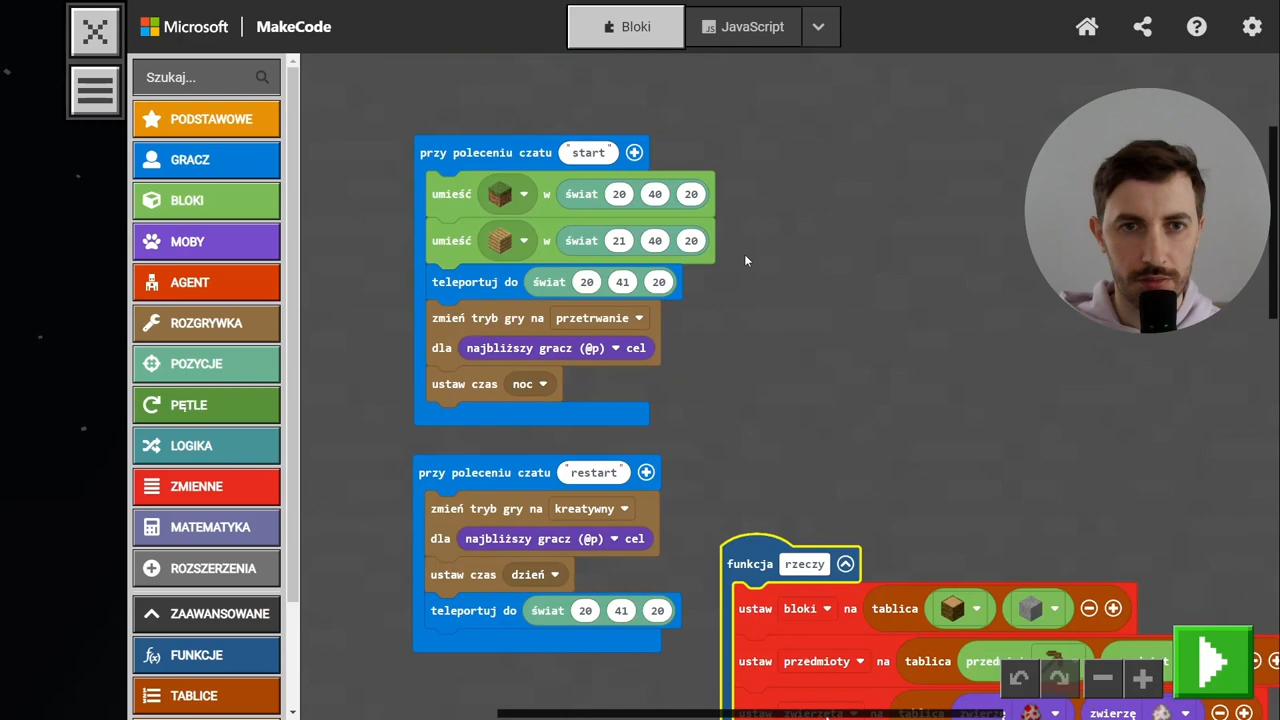 Microsoft | MakeCode
Bloki
JavaScript
Szukaj...
PODSTAWOWE
GRACZ
BLOKI
MOBY
AGENT
ROZGRYWKA
POZYCJE
PĘTLE
LOGIKA
ZMIENNE
MATEMATYKA
ROZSZERZENIA
ZAAWANSOWANE
FUNKCJE
TABLICE
przy poleceniu czatu "start"
umieść w świat 20 40 20
umieść w świat 21 40 20
teleportuj do świat 20 41 20
zmień tryb gry na przetrwanie
dla najbliższy gracz (@p) cel
ustaw czas noc
przy poleceniu czatu "restart"
zmień tryb gry na kreatywny
dla najbliższy gracz (@p) cel
ustaw czas dzień
teleportuj do świat 20 41 20
funkcja rzeczy
ustaw bloki na tablica
ustaw przedmioty na tablica